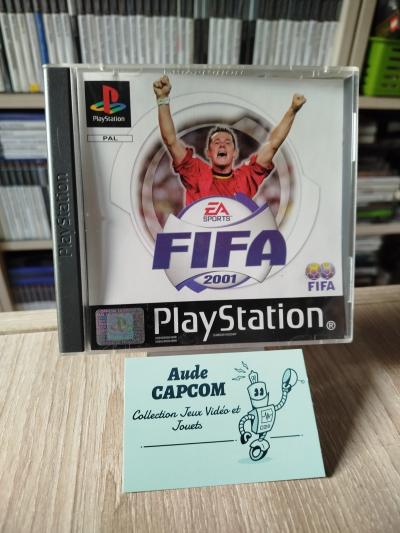 PlayStation
PAL
PlayStation
EA
SPORTS
FIFA
2001
FIFA
PlayStation®
Aude
CAPCOM
Collection Jeux Vidéo et
Jouets